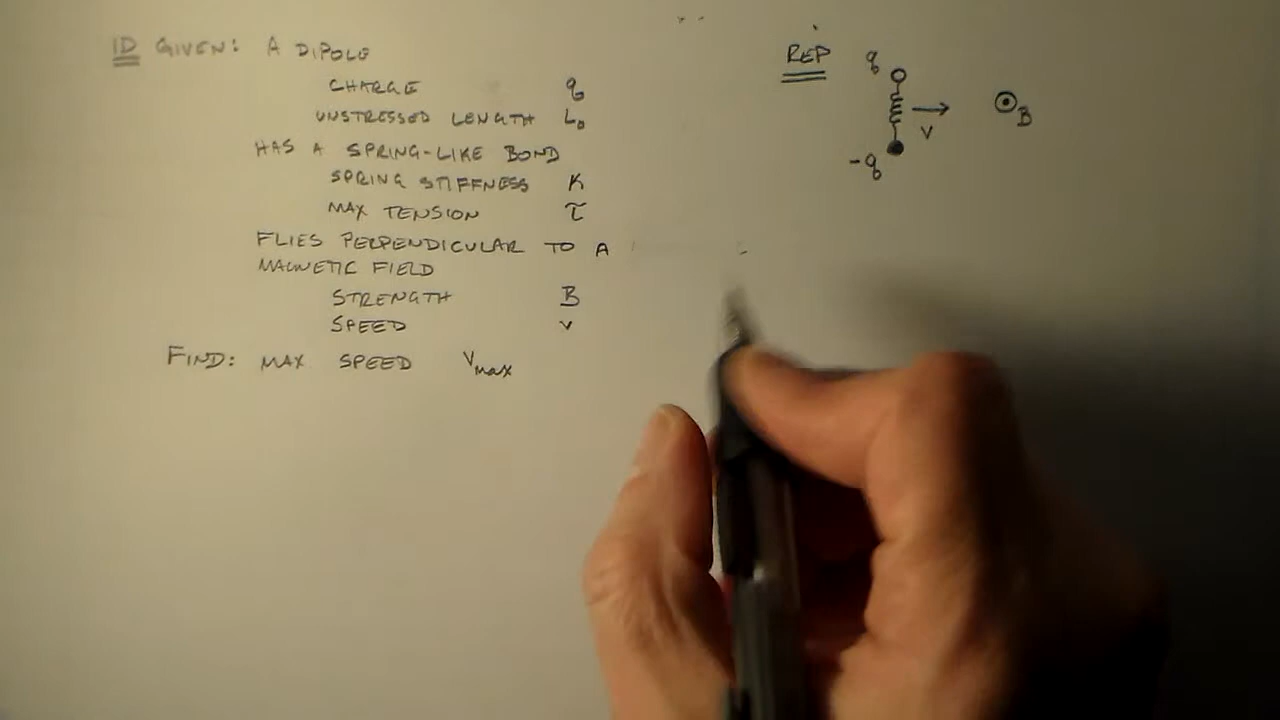 ID GIVEN: A DIPOLE
CHARGE q
UNSTRESSED LENGTH L₀
HAS A SPRING-LIKE BOND
SPRING STIFFNESS K
MAX TENSION τ
FLIES PERPENDICULAR TO A
MAGNETIC FIELD
STRENGTH B
SPEED v
FIND: MAX SPEED vmax
REP q
v B
-q